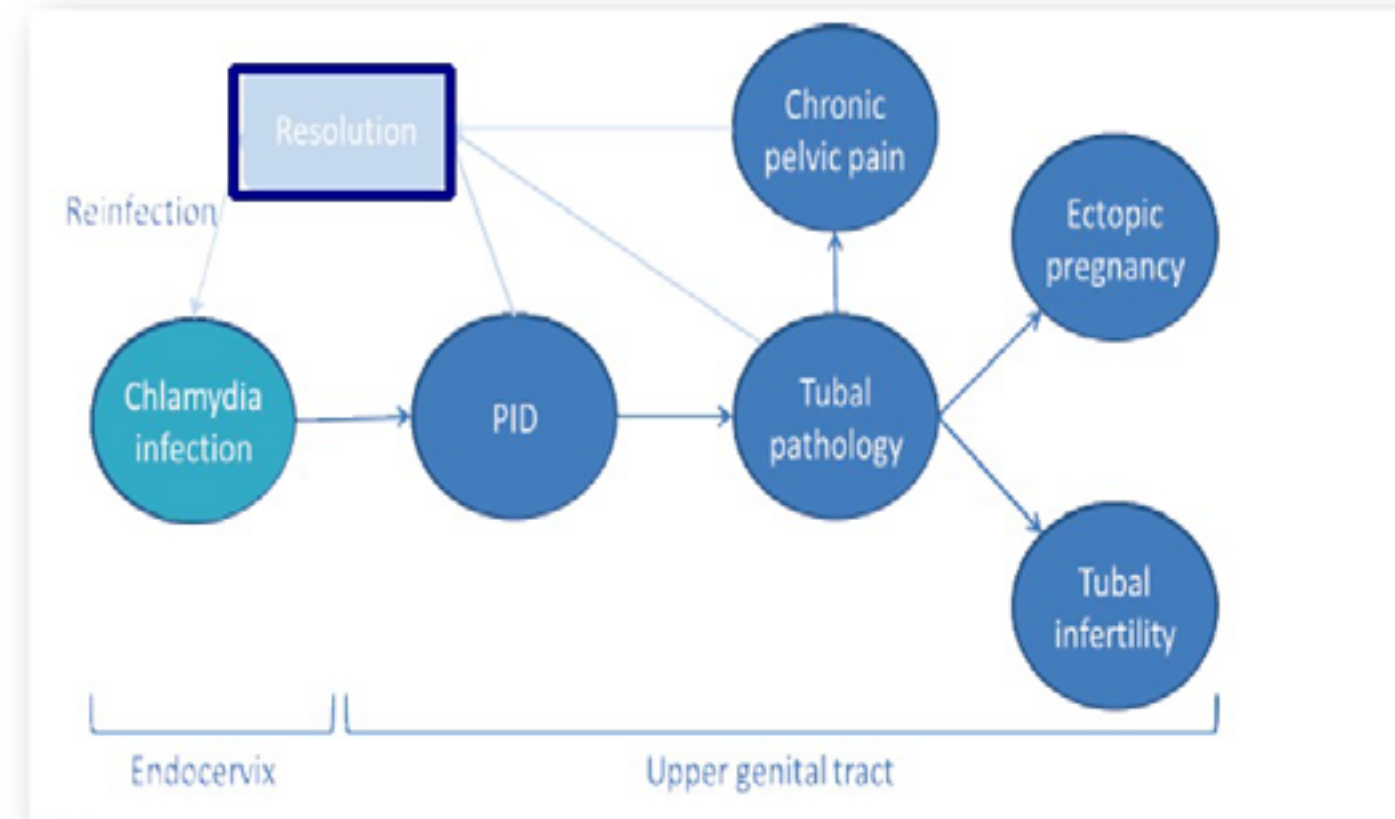 Resolution
Chronic
pelvic pain
Ectopic
pregnancy
Reinfection
Chlamydia
infection
PID
Tubal
pathology
Tubal
infertility
Endocervix
Upper genital tract